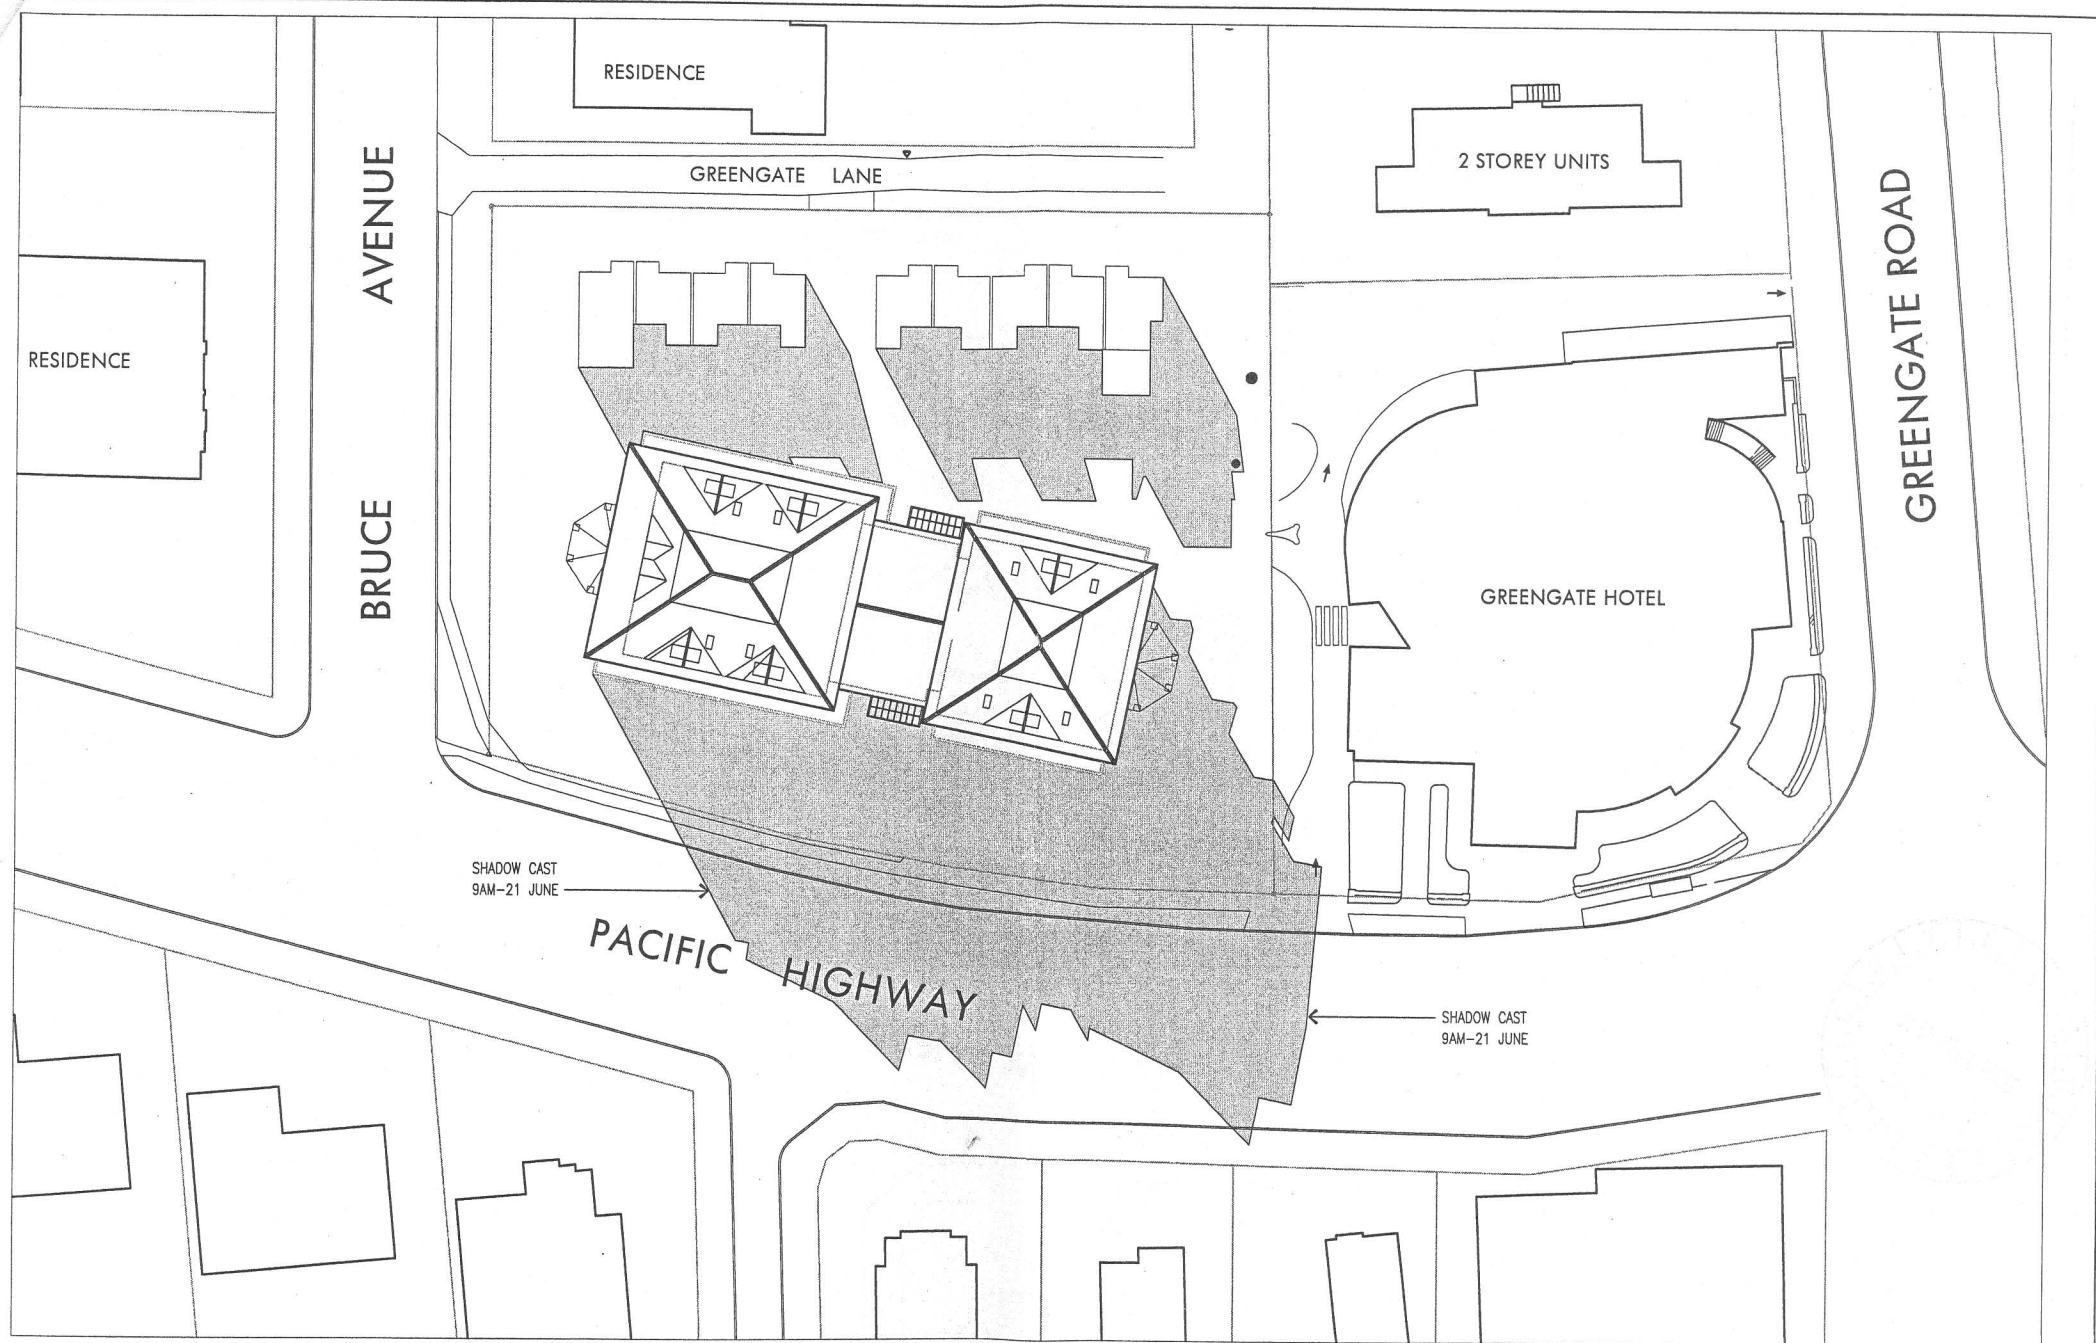 RESIDENCE
2 STOREY UNITS
GREENGATE LANE
BRUCE AVENUE
GREENGATE ROAD
RESIDENCE
GREENGATE HOTEL
SHADOW CAST
9AM-21 JUNE
PACIFIC HIGHWAY
SHADOW CAST
9AM-21 JUNE